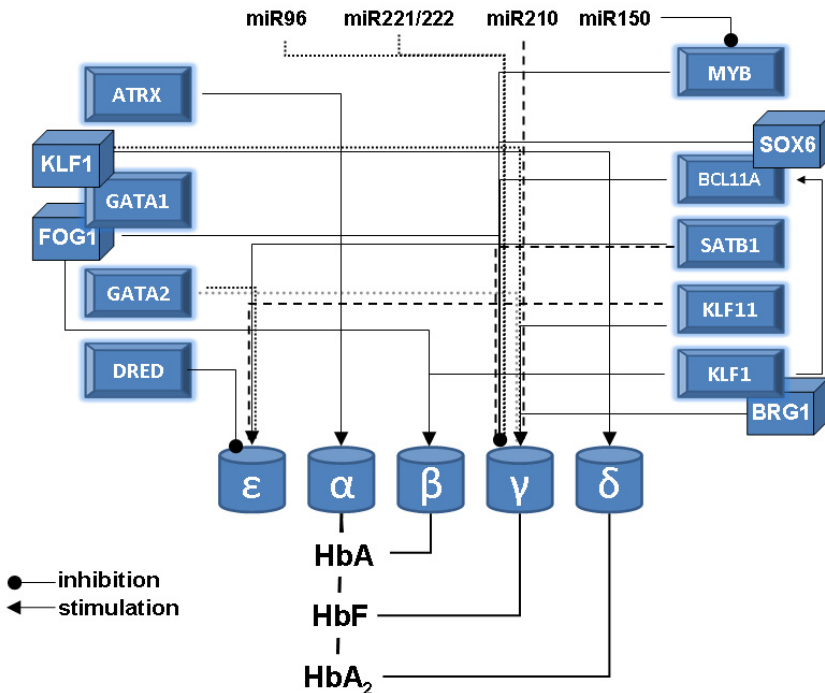 miR96 miR221/222 miR210 miR150
MYB
ATRX
SOX6
KLF1
BCL11A
GATA1
FOG1
SATB1
GATA2
KLF11
DRED
KLF1
BRG1
ε α β γ δ
HbA
inhibition
stimulation
HbF
HbA₂